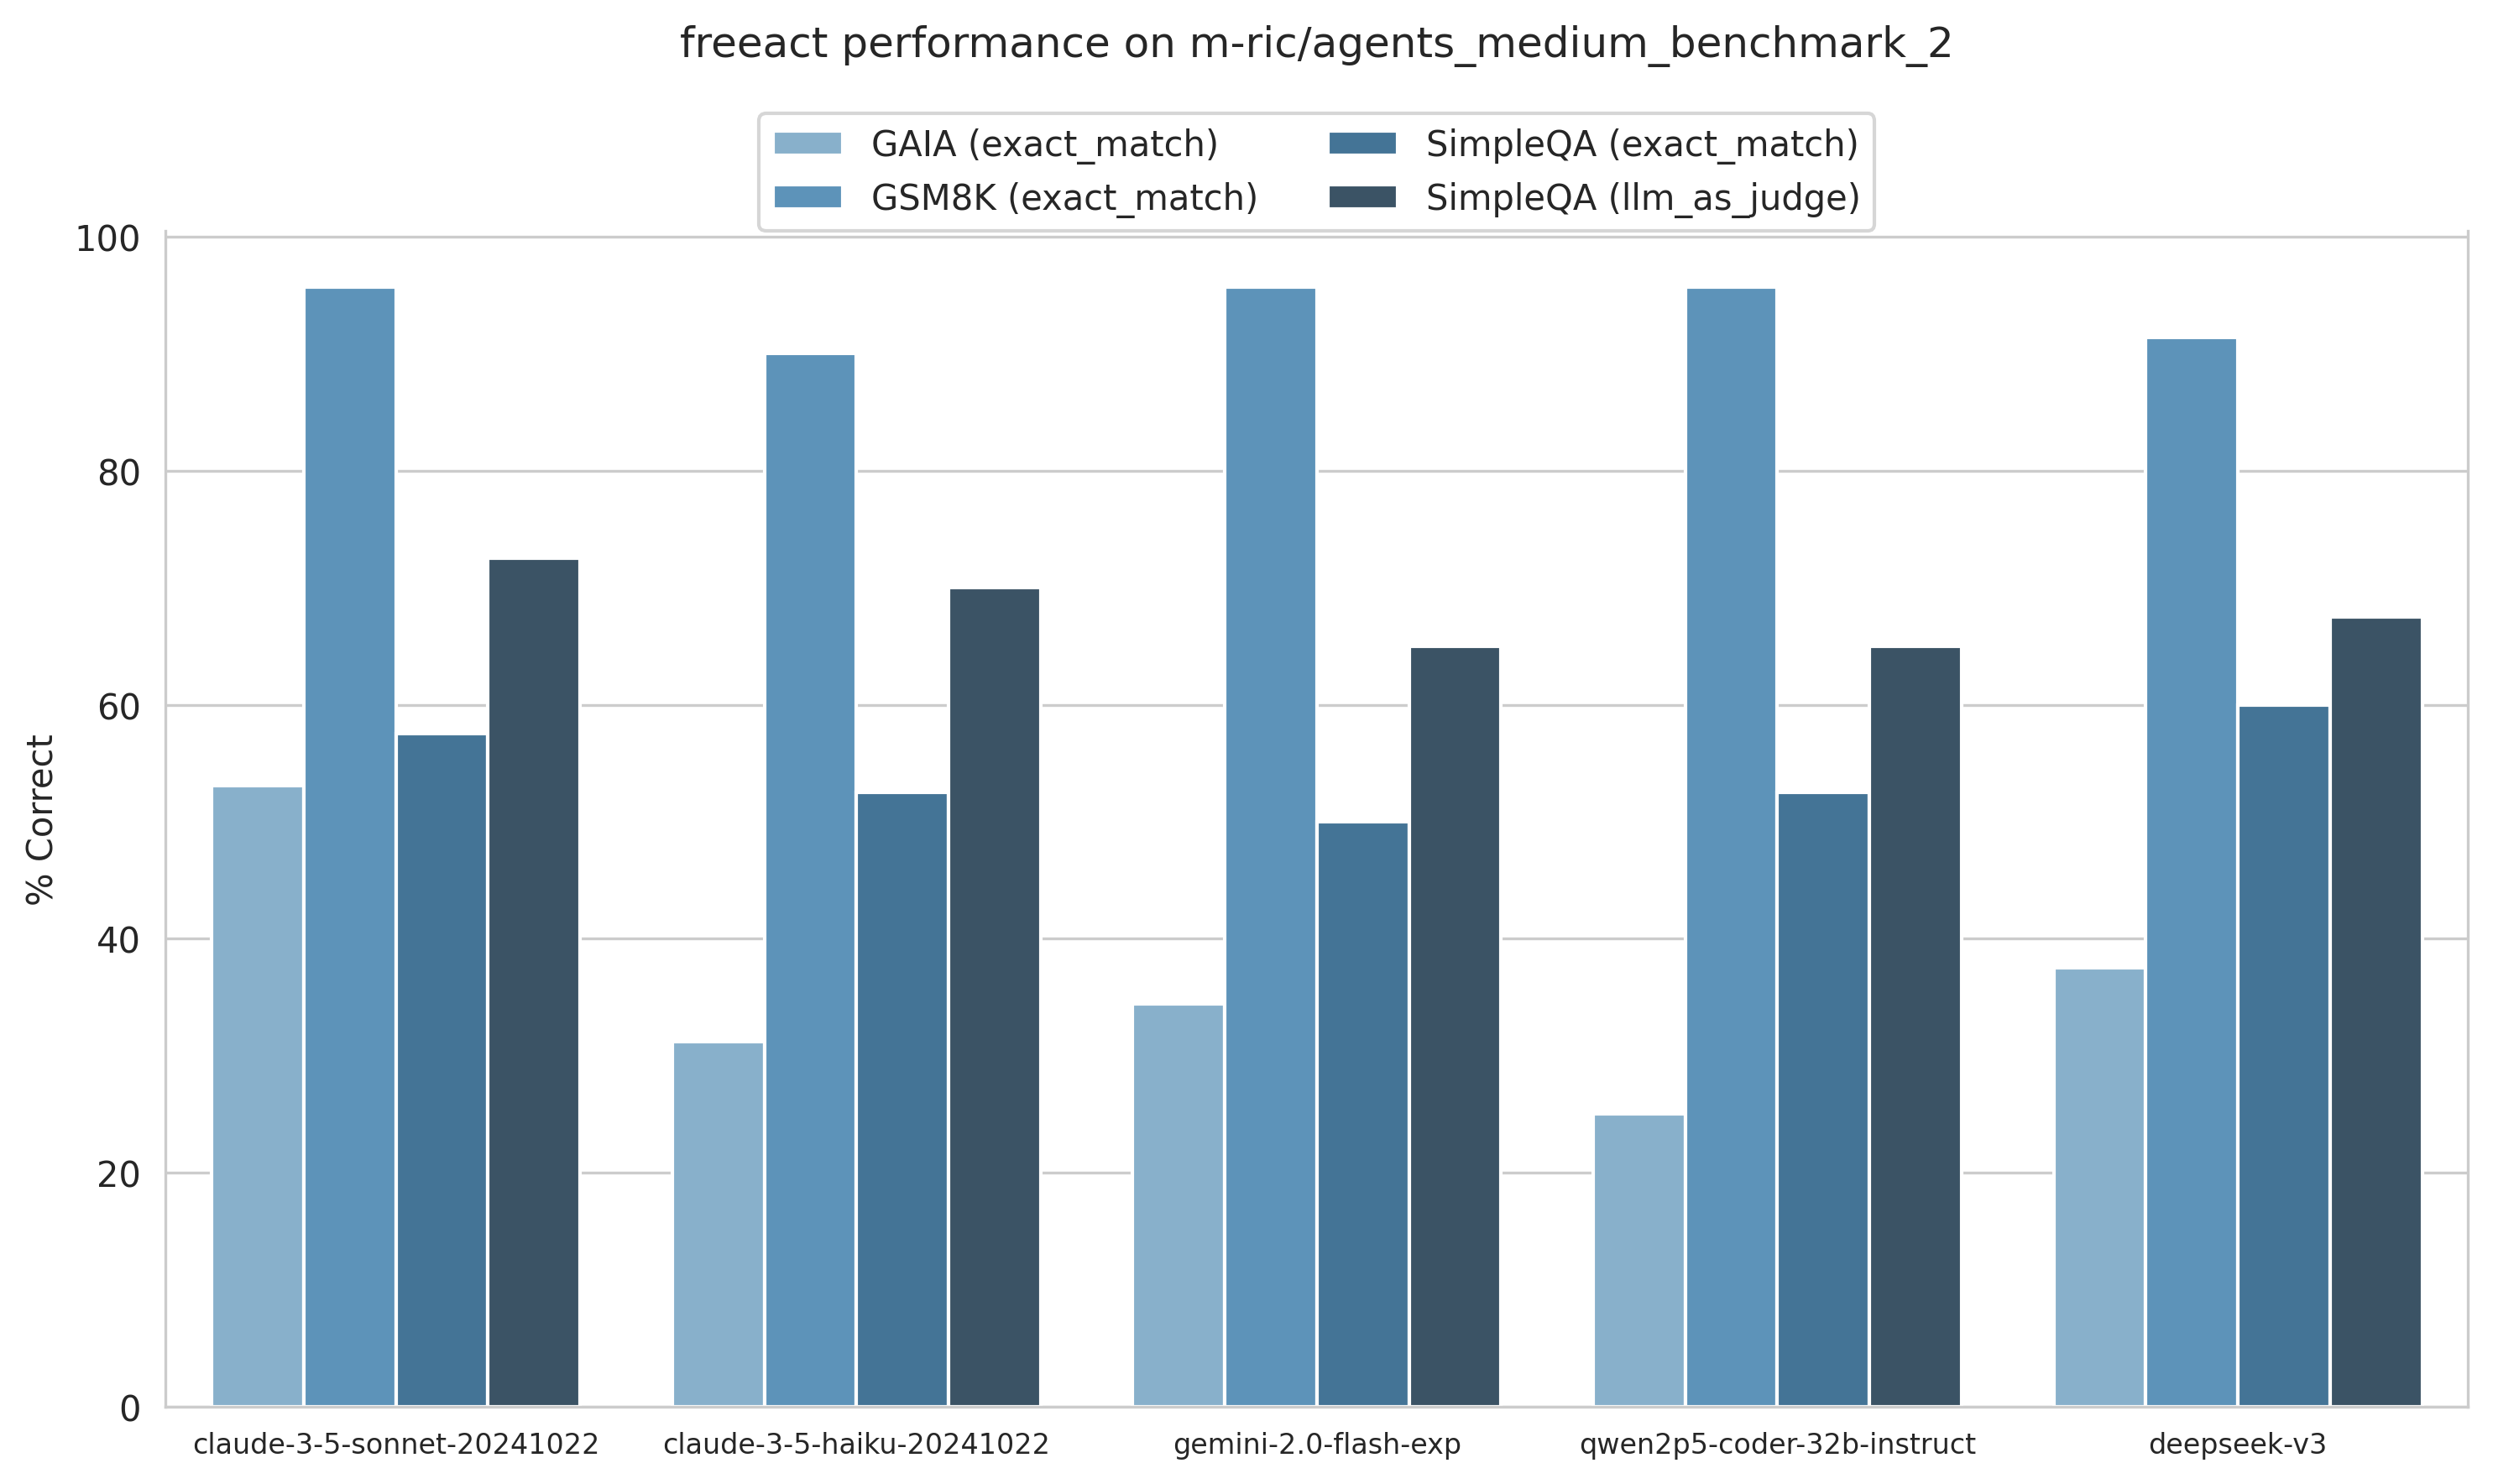 freeact performance on m-ric/agents_medium_benchmark_2
GAIA (exact_match)
GSM8K (exact_match)
SimpleQA (exact_match)
SimpleQA (llm_as_judge)
100
80
60
40
20
0
% Correct
claude-3-5-sonnet-20241022
claude-3-5-haiku-20241022
gemini-2.0-flash-exp
qwen2p5-coder-32b-instruct
deepseek-v3